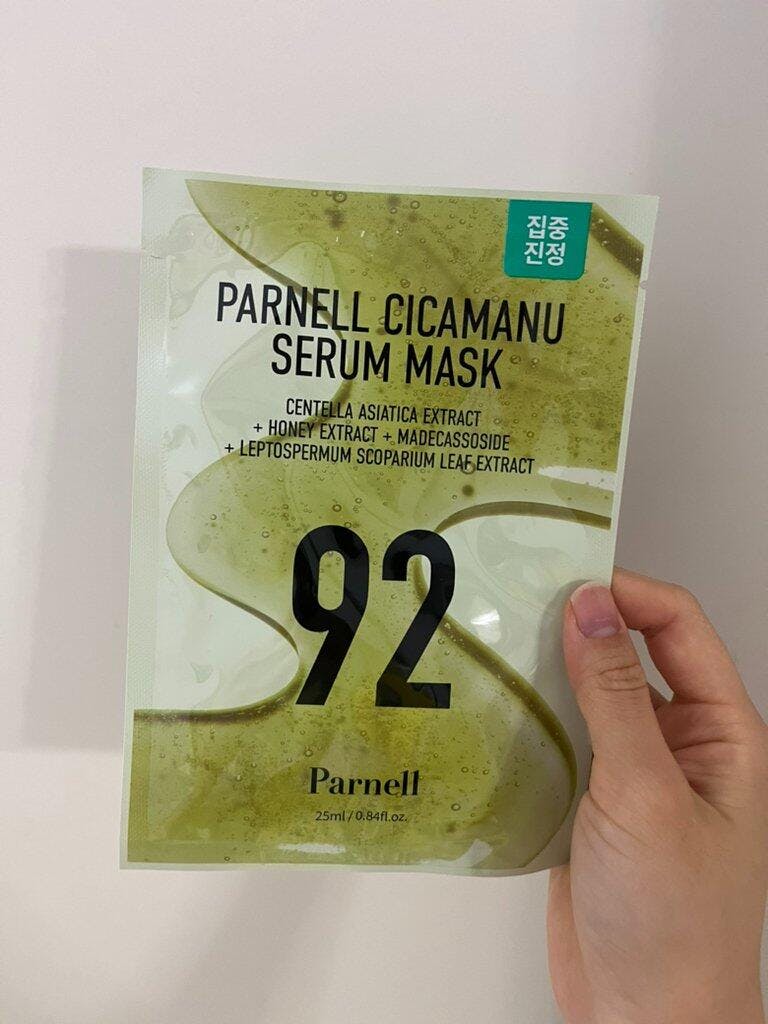 집중
진정
PARNELL CICAMANU
SERUM MASK
CENTELLA ASIATICA EXTRACT
+ HONEY EXTRACT + MADECASSOSIDE
+ LEPTOSPERMUM SCOPARIUM LEAF EXTRACT
92
Parnell
25ml / 0.84fl.oz.